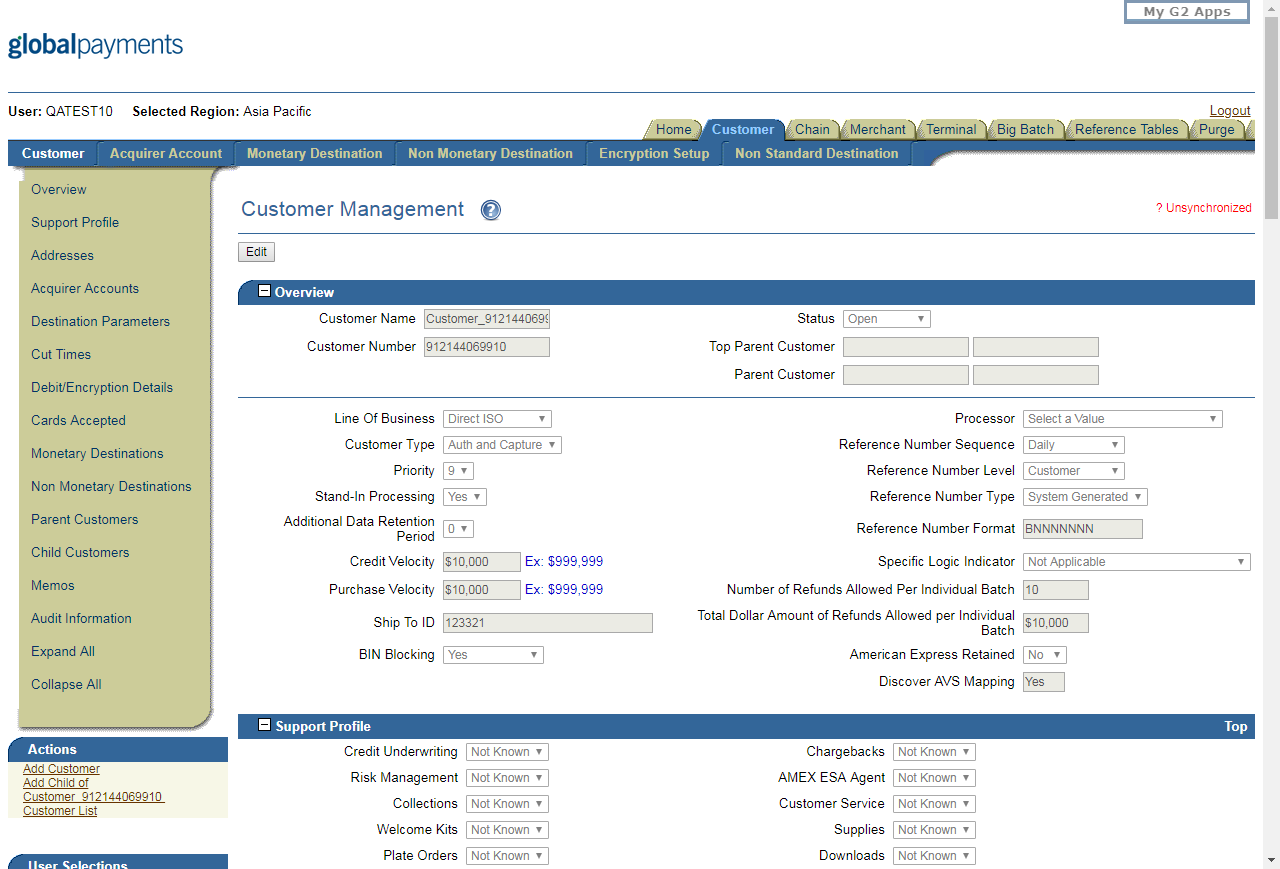 My G2 Apps
globalpayments
User: QATEST10 Selected Region: Asia Pacific
Logout
Home Customer Chain Merchant Terminal Big Batch Reference Tables Purge
Customer Acquirer Account Monetary Destination Non Monetary Destination Encryption Setup Non Standard Destination
Overview
Support Profile
Addresses
Acquirer Accounts
Destination Parameters
Cut Times
Debit/Encryption Details
Cards Accepted
Monetary Destinations
Non Monetary Destinations
Parent Customers
Child Customers
Memos
Audit Information
Expand All
Collapse All
Actions
Add Customer
Add Child of
Customer_912144069910
Customer List
User Selections
Customer Management ?
? Unsynchronized
Edit
Overview
Customer Name Customer_9121440699 Status Open
Customer Number 912144069910 Top Parent Customer
Parent Customer
Line Of Business Direct ISO Processor Select a Value
Customer Type Auth and Capture Reference Number Sequence Daily
Priority 9 Reference Number Level Customer
Stand-In Processing Yes Reference Number Type System Generated
Additional Data Retention
Period 0 Reference Number Format BNNNNNNN
Credit Velocity $10,000 Ex: $999,999 Specific Logic Indicator Not Applicable
Purchase Velocity $10,000 Ex: $999,999 Number of Refunds Allowed Per Individual Batch 10
Ship To ID 123321 Total Dollar Amount of Refunds Allowed per Individual
Batch $10,000
BIN Blocking Yes American Express Retained No
Discover AVS Mapping Yes
Support Profile Top
Credit Underwriting Not Known Chargebacks Not Known
Risk Management Not Known AMEX ESA Agent Not Known
Collections Not Known Customer Service Not Known
Welcome Kits Not Known Supplies Not Known
Plate Orders Not Known Downloads Not Known